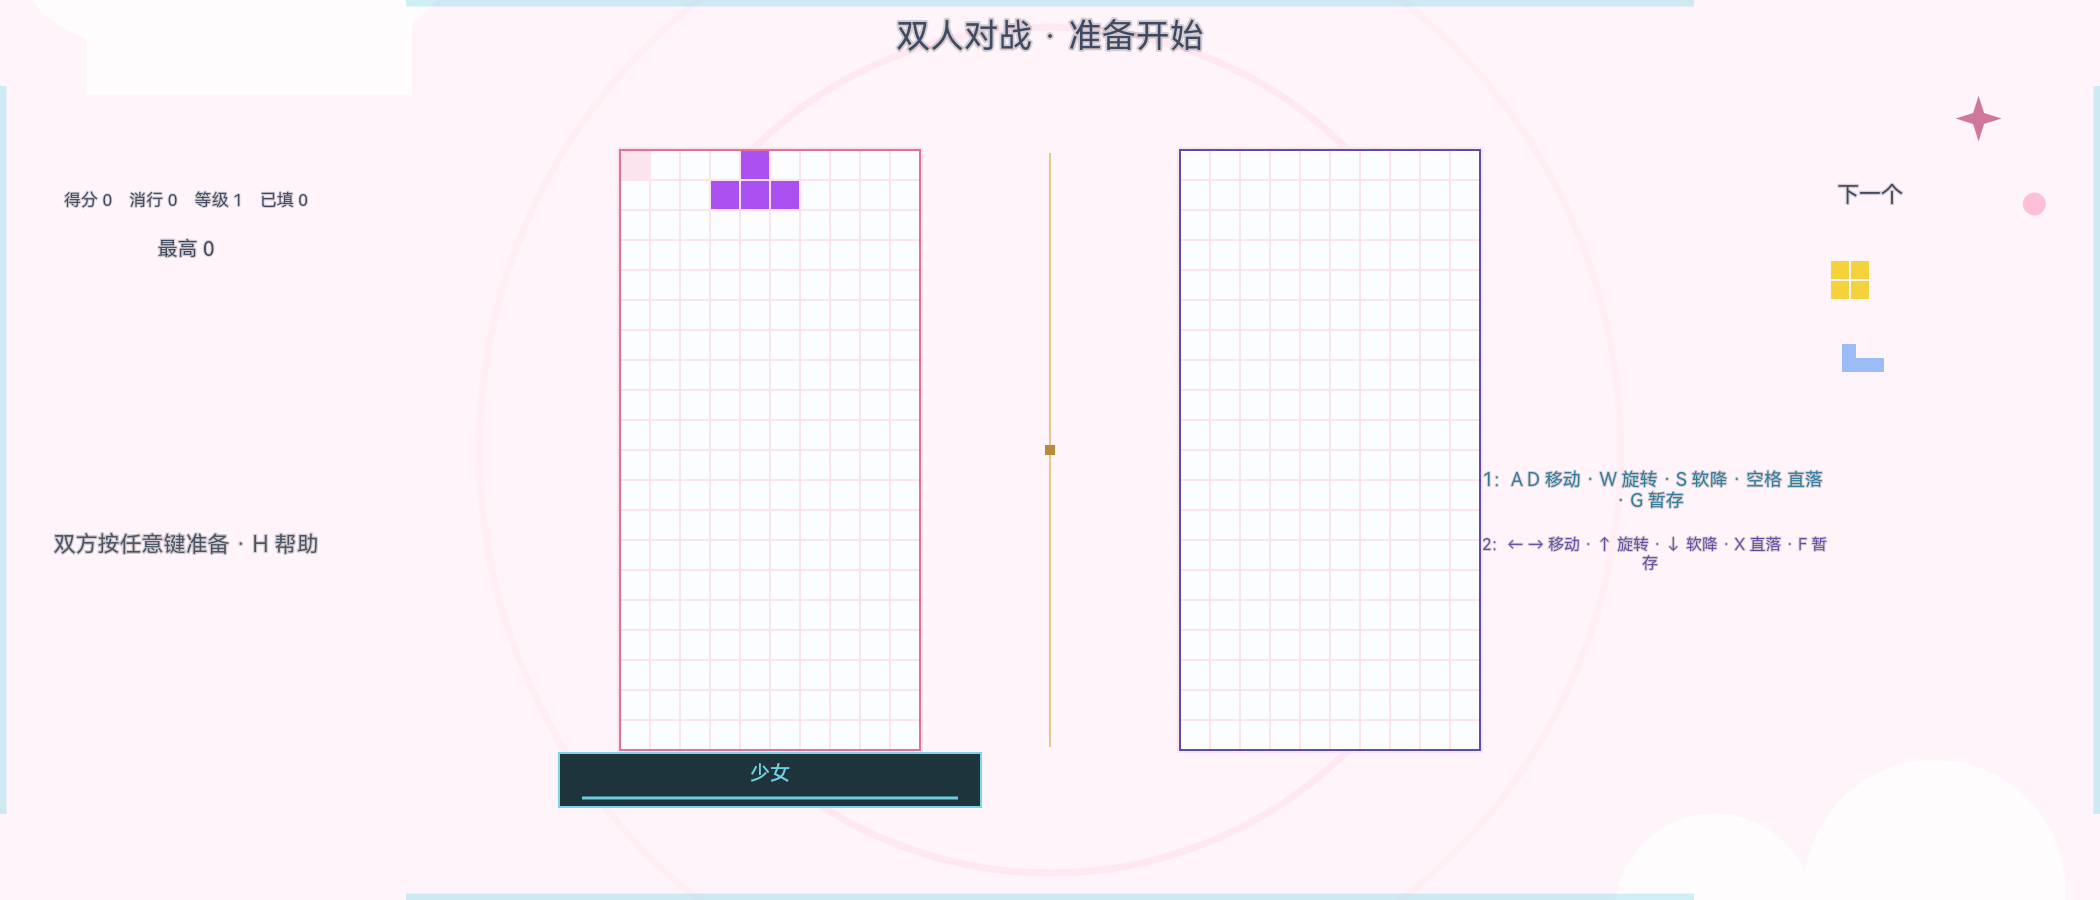 双人对战 · 准备开始
得分 0 消行 0 等级 1 已填 0
最高 0
下一个
1: A D 移动 · W 旋转 · S 软降 · 空格 直落
· G 暂存
双方按任意键准备 · H 帮助
2: ← → 移动 · ↑ 旋转 · ↓ 软降 · X 直落 · F 暂
存
少女